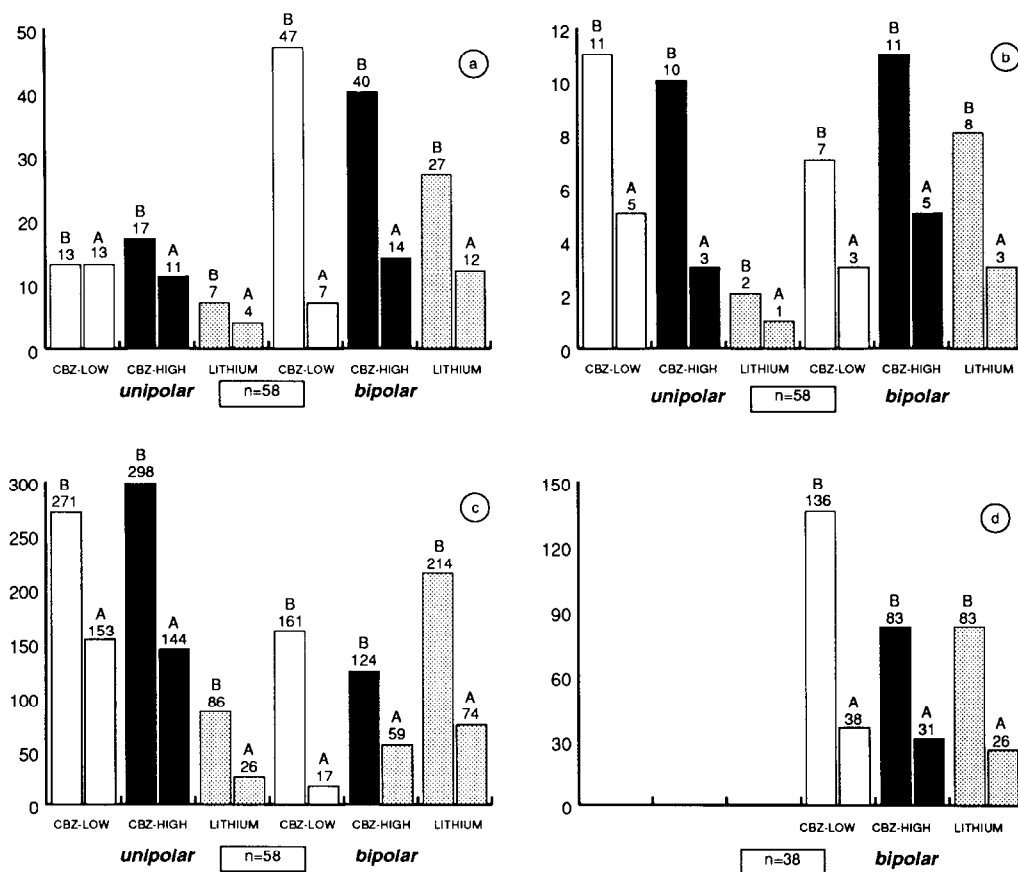 50
40
30
20
10
0
B
13
A
13
B
17
A
11
B
7
A
4
B
47
A
7
B
40
A
14
B
27
A
12
a
CBZ-LOW CBZ-HIGH LITHIUM CBZ-LOW CBZ-HIGH LITHIUM
unipolar n=58 bipolar
12
10
8
6
4
2
0
B
11
A
5
B
10
A
3
B
2
A
1
B
7
A
3
B
11
A
5
B
8
A
3
b
CBZ-LOW CBZ-HIGH LITHIUM CBZ-LOW CBZ-HIGH LITHIUM
unipolar n=58 bipolar
300
250
200
150
100
50
0
B
271
A
153
B
298
A
144
B
86
A
26
B
161
A
17
B
124
A
59
B
214
A
74
c
CBZ-LOW CBZ-HIGH LITHIUM CBZ-LOW CBZ-HIGH LITHIUM
unipolar n=58 bipolar
150
120
90
60
30
0
B
136
A
38
B
83
A
31
B
83
A
26
d
CBZ-LOW CBZ-HIGH LITHIUM
n=38 bipolar